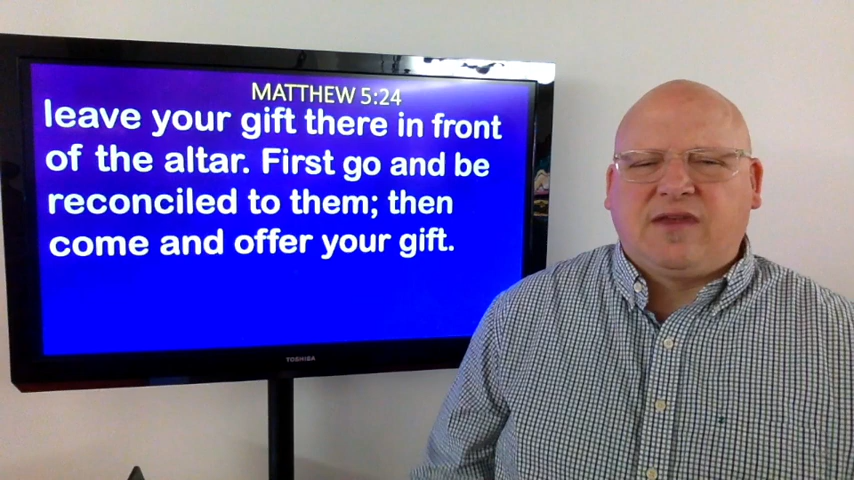 MATTHEW 5:24
leave your gift there in front
of the altar. First go and be
reconciled to them; then
come and offer your gift.
TOSHIBA